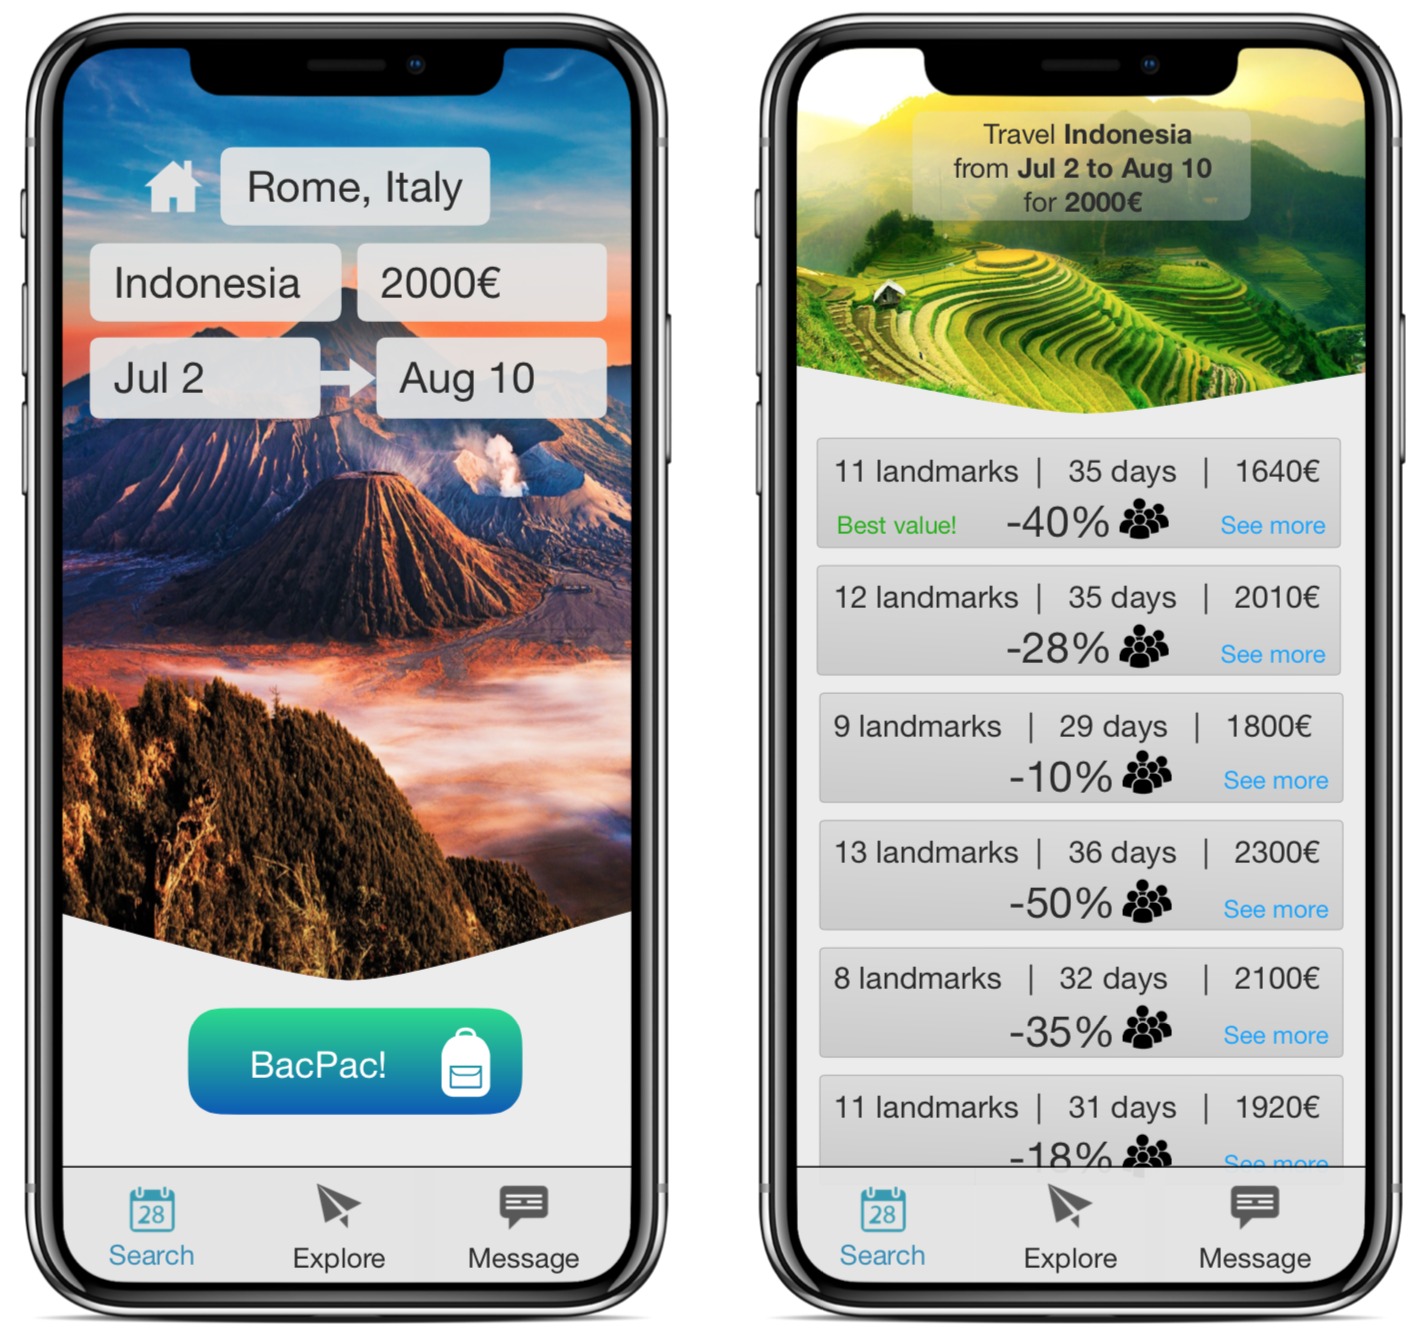 Rome, Italy
Indonesia 2000€
Jul 2 Aug 10
BacPac!
28
Search Explore Message
Travel Indonesia
from Jul 2 to Aug 10
for 2000€
11 landmarks | 35 days | 1640€
Best value! -40% See more
12 landmarks | 35 days | 2010€
-28% See more
9 landmarks | 29 days | 1800€
-10% See more
13 landmarks | 36 days | 2300€
-50% See more
8 landmarks | 32 days | 2100€
-35% See more
11 landmarks | 31 days | 1920€
-18% See more
28
Search Explore Message